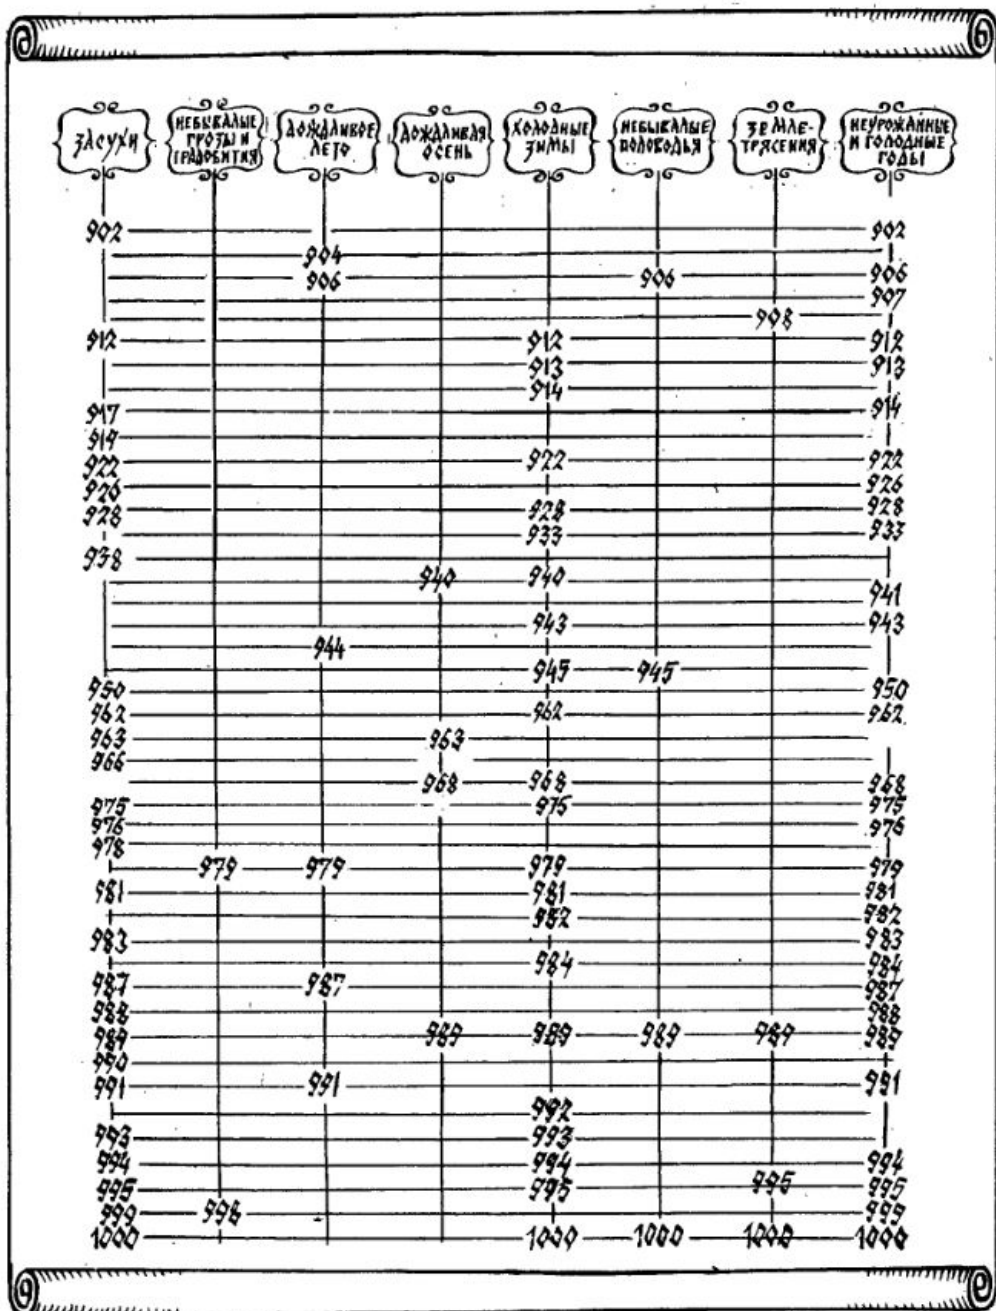 ЗАСУХИ
НЕБЫВАЛЫЕ
ГРОЗЫ И
ГРАДОБИТИЯ
ДОЖДЛИВОЕ
ЛЕТО
ДОЖДЛИВАЯ
ОСЕНЬ
ХОЛОДНЫЕ
ЗИМЫ
НЕБЫВАЛЫЕ
ПОЛОВОДЬЯ
ЗЕМЛЕ-
ТРЯСЕНИЯ
НЕУРОЖАЙНЫЕ
И ГОЛОДНЫЕ
ГОДЫ
902 902
904
906 906 906
907
908
912 912 912
913 913
914
917 914
919
922 922 922
926 926
928 928 928
933 933
938
940 940
941
943 943
944
945 945
950 950
962 962 962
963 963
966
968 968 968
975 975 975
976 976
978
979 979 979 979
981 981 981
982 982
983 983
984 984
987 987 987
988 988
989 989 989 989 989 989
990
991 991 991
992
993 993
994 994 994
995 995 995 995
999 998 999
1000 1000 1000 1000 1000